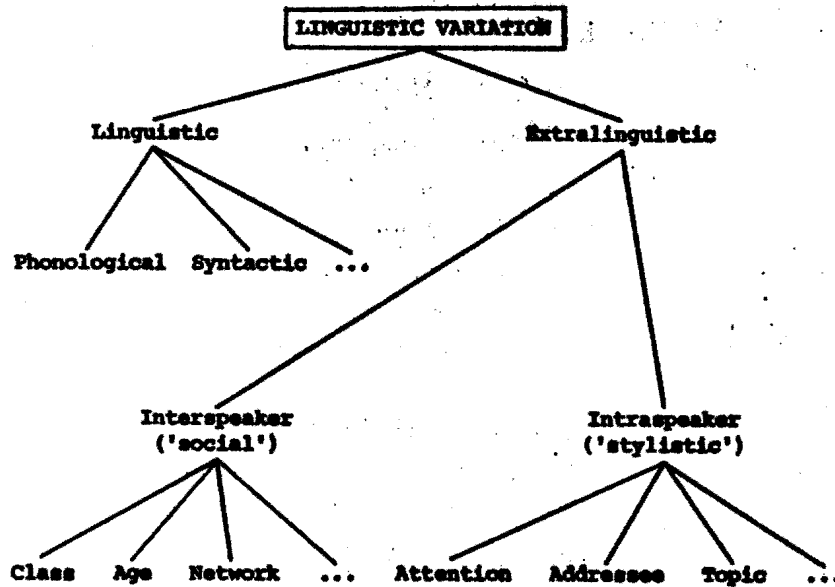 LINGUISTIC VARIATION
Linguistic Extralinguistic
Phonological Syntactic ...
Interspeaker Intraspeaker
('social') ('stylistic')
Class Age Network ... Attention Addressee Topic ..